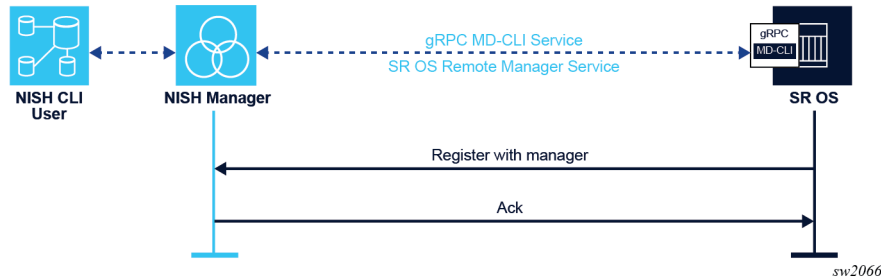 gRPC MD-CLI Service
SR OS Remote Manager Service
gRPC
MD-CLI
NISH CLI
User
NISH Manager
SR OS
Register with manager
Ack
sw2066